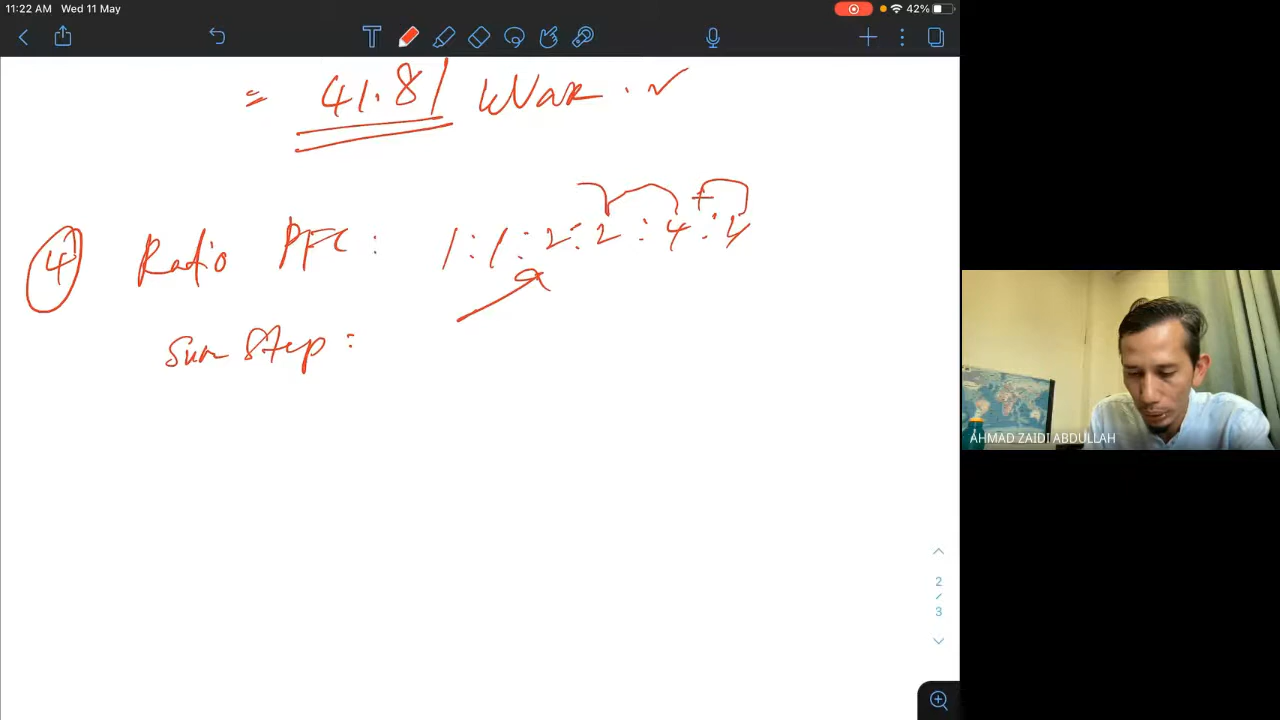 11:22 AM Wed 11 May
42%
T
= 41.81 kVar. ✓
4 Ratio PFC: 1:1:2:2:4:4
Sum Step:
AHMAD ZAIDI ABDULLAH
2
/
3